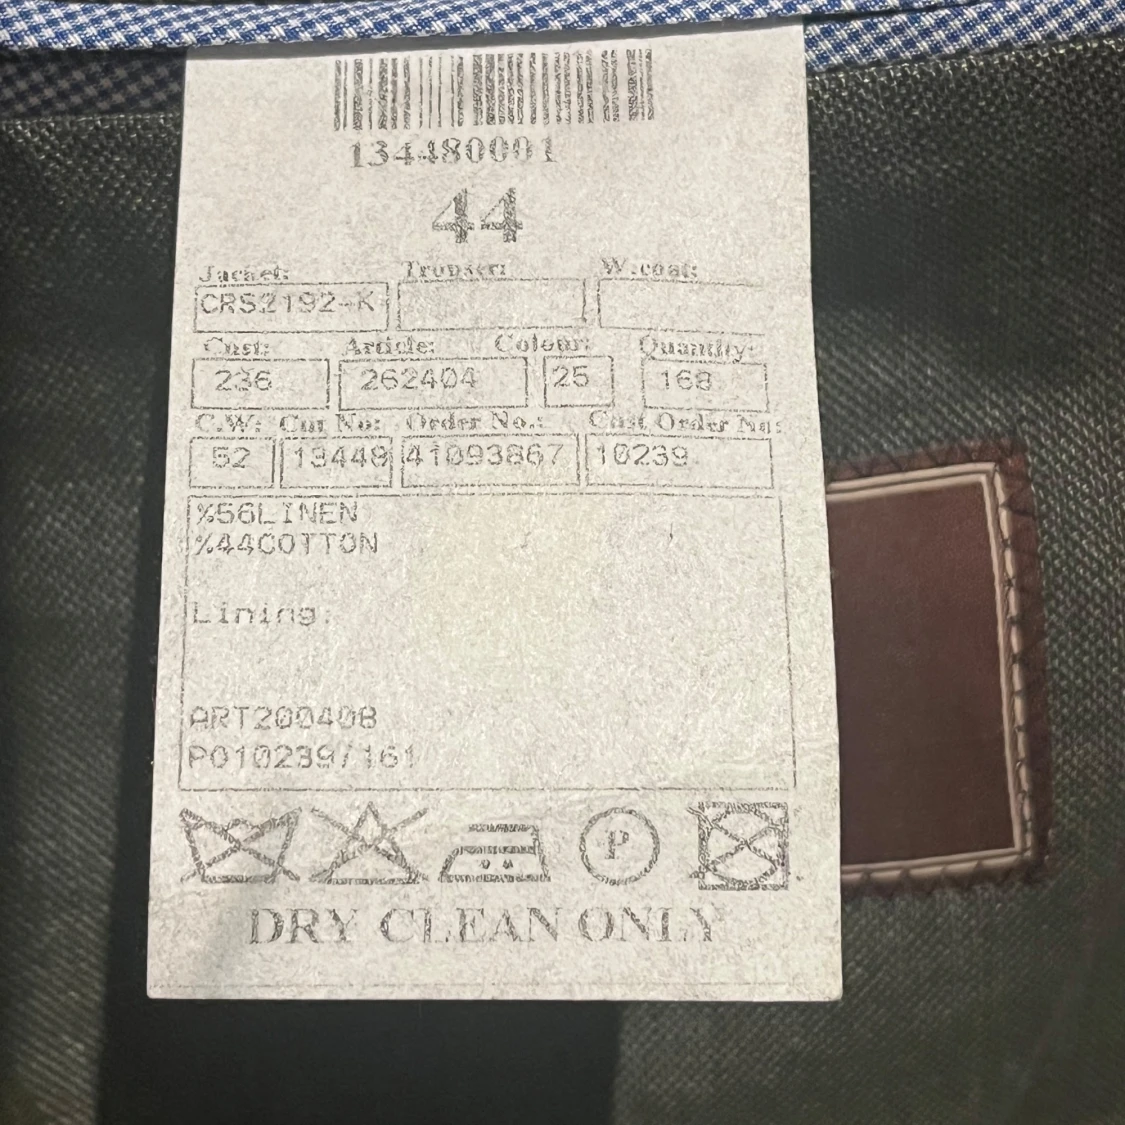 134480001
44
Jacket: Trouser: W.coat:
CRS2192-K
Cust: Article: Colour: Quantity:
236 262404 25 168
C.W: Cut No: Order No.: Cust Order No:
52 13448 41093867 10239
%56LINEN
%44COTTON
Lining:
ART200408
PO10239/161
P
DRY CLEAN ONLY